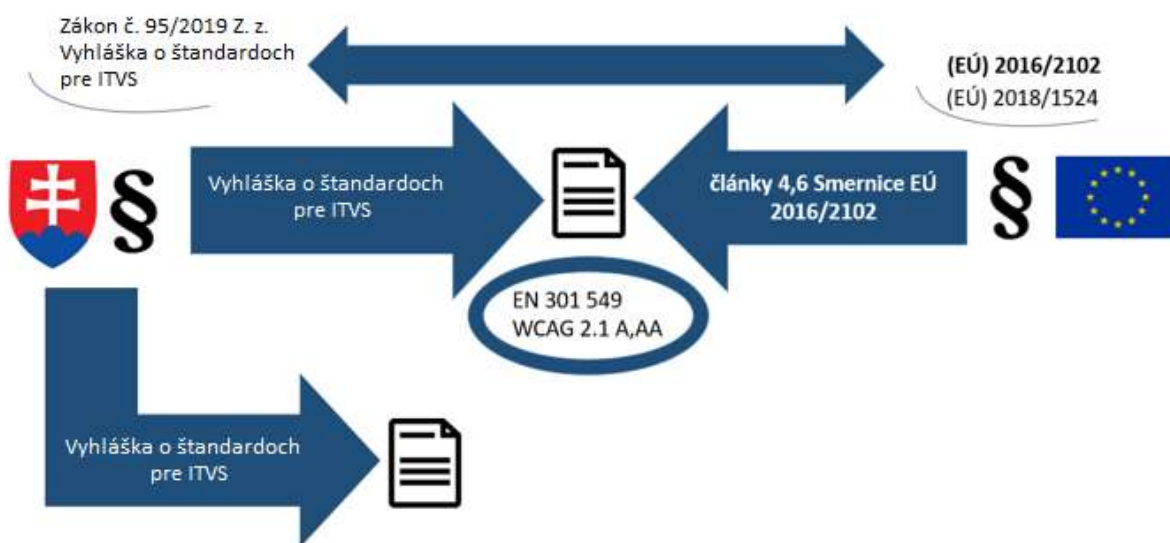 Zákon č. 95/2019 Z. z.
Vyhláška o štandardoch
pre ITVS
(EÚ) 2016/2102
(EÚ) 2018/1524
§
Vyhláška o štandardoch
pre ITVS
články 4,6 Smernice EÚ
2016/2102
§
EN 301 549
WCAG 2.1 A,AA
Vyhláška o štandardoch
pre ITVS